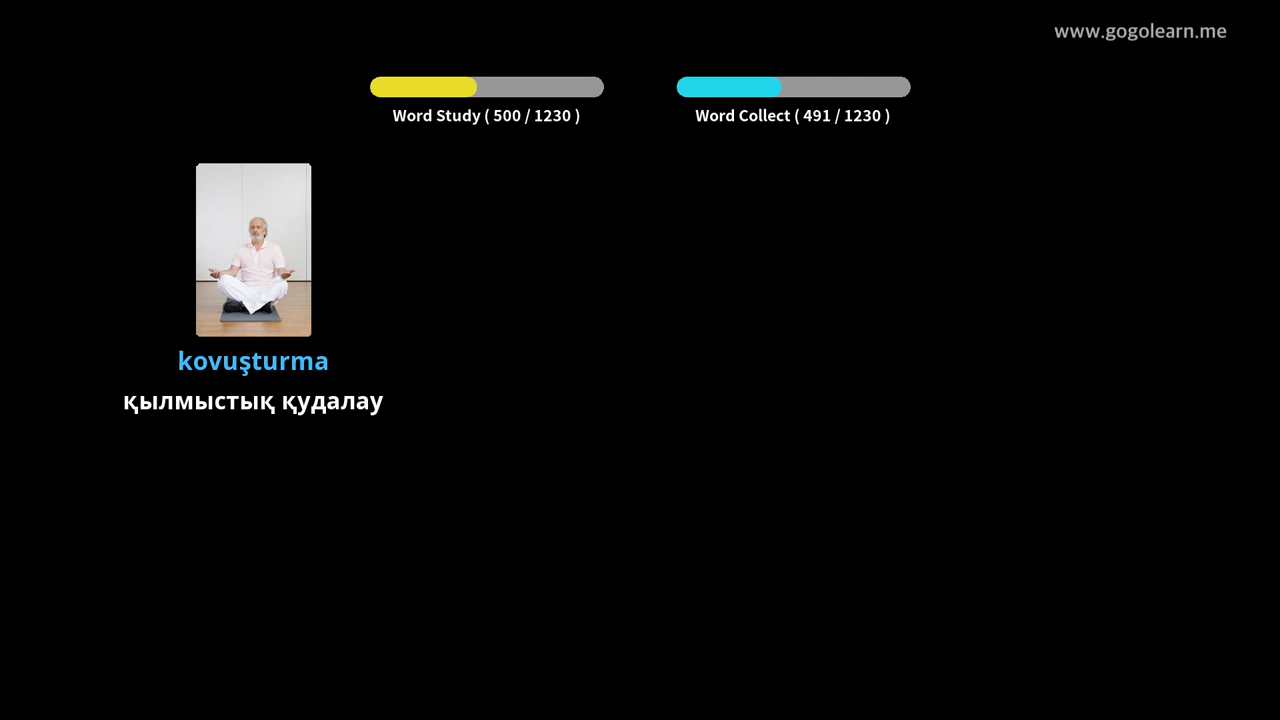 www.gogolearn.me
Word Study ( 500 / 1230 )
Word Collect ( 491 / 1230 )
kovuşturma
қылмыстық қудалау